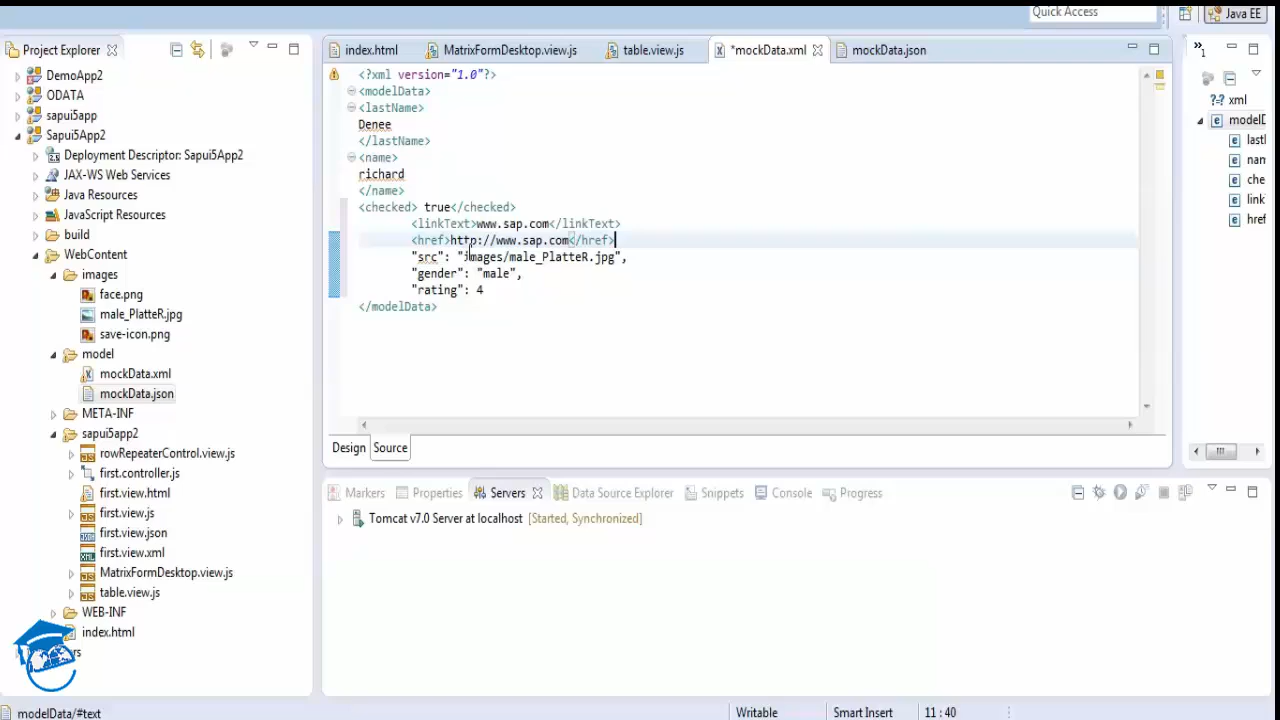 Quick Access
Java EE
Project Explorer
index.html
MatrixFormDesktop.view.js
table.view.js
*mockData.xml
mockData.json
DemoApp2
ODATA
sapui5app
Sapui5App2
Deployment Descriptor: Sapui5App2
JAX-WS Web Services
Java Resources
JavaScript Resources
build
WebContent
images
face.png
male_PlatteR.jpg
save-icon.png
model
mockData.xml
mockData.json
META-INF
sapui5app2
rowRepeaterControl.view.js
first.controller.js
first.view.html
first.view.js
first.view.json
first.view.xml
MatrixFormDesktop.view.js
table.view.js
WEB-INF
index.html
<?xml version="1.0"?>
<modelData>
<lastName>
Denee
</lastName>
<name>
richard
</name>
<checked> true</checked>
<linkText>www.sap.com</linkText>
<href>http://www.sap.com</href>
"src": "images/male_PlatteR.jpg",
"gender": "male",
"rating": 4
</modelData>
Design
Source
1
?-? xml
e modelD
e lastl
e nam
e che
e link
e href
Markers
Properties
Servers
Data Source Explorer
Snippets
Console
Progress
Tomcat v7.0 Server at localhost [Started, Synchronized]
modelData/#text
Writable
Smart Insert
11 : 40